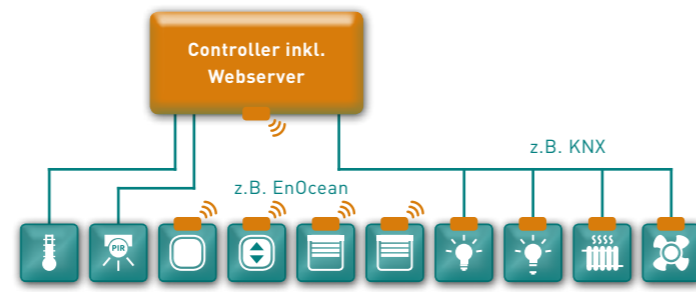 Controller inkl.
Webserver
z.B. KNX
z.B. EnOcean
PIR